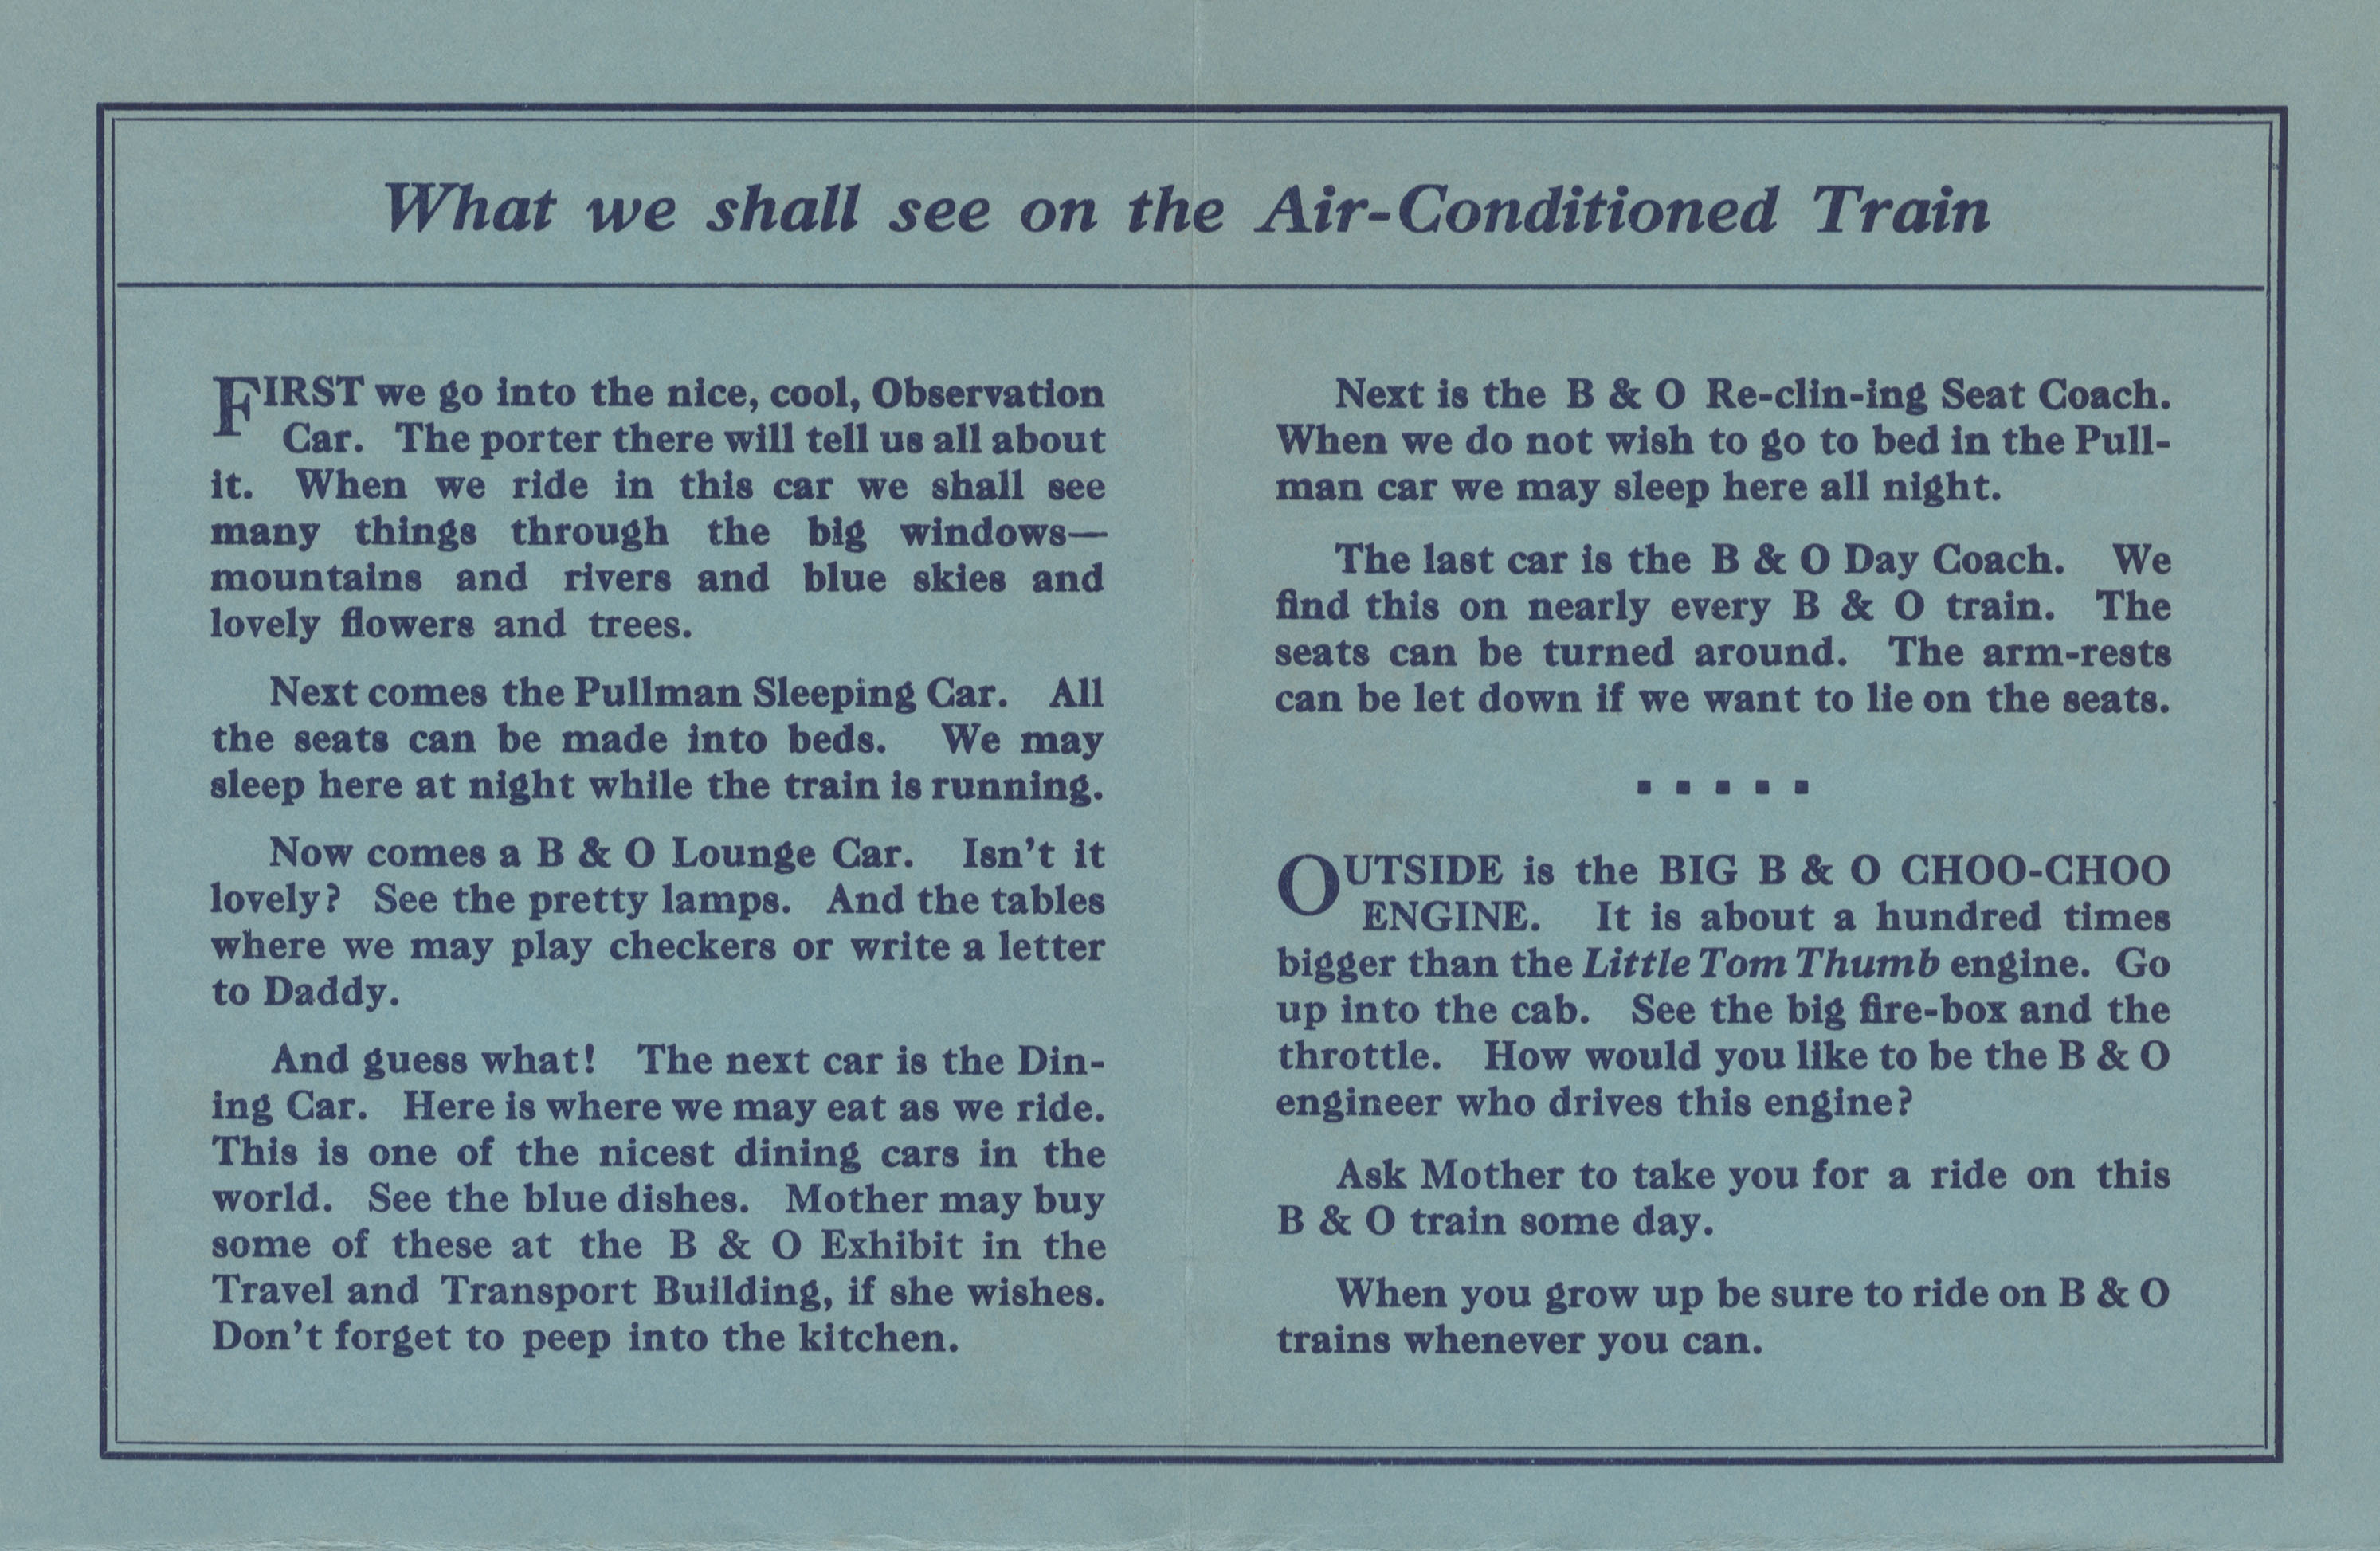 What we shall see on the Air-Conditioned Train
FIRST we go into the nice, cool, Observation
Car. The porter there will tell us all about
it. When we ride in this car we shall see
many things through the big windows—
mountains and rivers and blue skies and
lovely flowers and trees.
Next comes the Pullman Sleeping Car. All
the seats can be made into beds. We may
sleep here at night while the train is running.
Now comes a B & O Lounge Car. Isn't it
lovely? See the pretty lamps. And the tables
where we may play checkers or write a letter
to Daddy.
And guess what! The next car is the Din-
ing Car. Here is where we may eat as we ride.
This is one of the nicest dining cars in the
world. See the blue dishes. Mother may buy
some of these at the B & O Exhibit in the
Travel and Transport Building, if she wishes.
Don't forget to peep into the kitchen.
Next is the B & O Re-clin-ing Seat Coach.
When we do not wish to go to bed in the Pull-
man car we may sleep here all night.
The last car is the B & O Day Coach. We
find this on nearly every B & O train. The
seats can be turned around. The arm-rests
can be let down if we want to lie on the seats.
OUTSIDE is the BIG B & O CHOO-CHOO
ENGINE. It is about a hundred times
bigger than the Little Tom Thumb engine. Go
up into the cab. See the big fire-box and the
throttle. How would you like to be the B & O
engineer who drives this engine?
Ask Mother to take you for a ride on this
B & O train some day.
When you grow up be sure to ride on B & O
trains whenever you can.